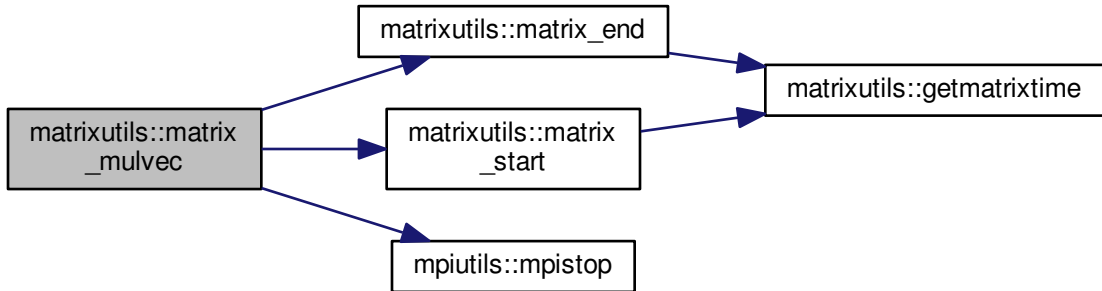 matrixutils::matrix_end
matrixutils::getmatrixtime
matrixutils::matrix
_mulvec
matrixutils::matrix
_start
mpiutils::mpistop